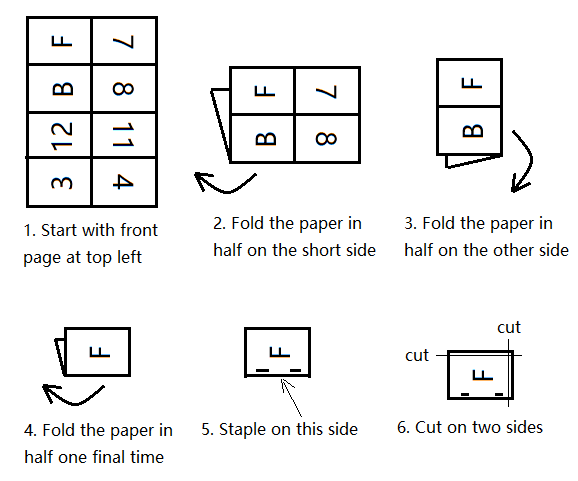 F 7
B 8
12 11
3 4
1. Start with front
page at top left
F 7
B 8
2. Fold the paper in
half on the short side
F
B
3. Fold the paper in
half on the other side
F
4. Fold the paper in
half one final time
F
5. Staple on this side
cut
cut
F
6. Cut on two sides